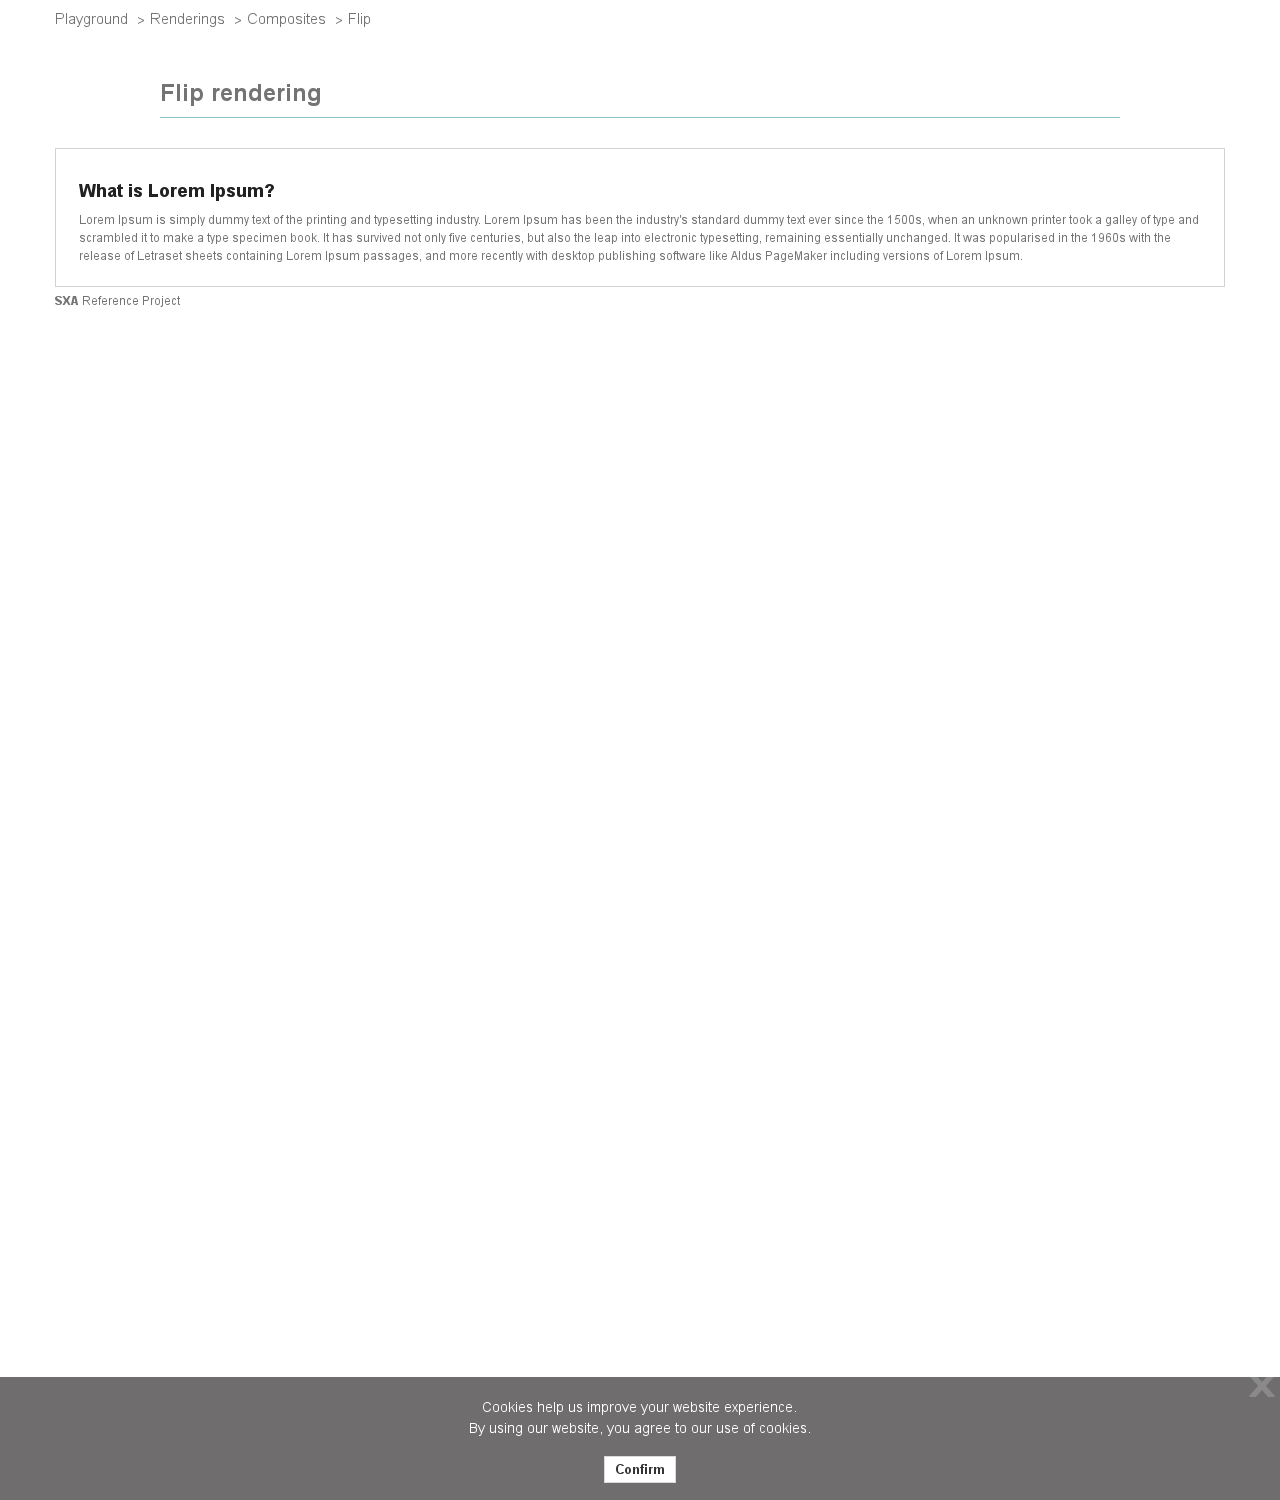 Playground > Renderings > Composites > Flip
Flip rendering
What is Lorem Ipsum?
Lorem Ipsum is simply dummy text of the printing and typesetting industry. Lorem Ipsum has been the industry's standard dummy text ever since the 1500s, when an unknown printer took a galley of type and
scrambled it to make a type specimen book. It has survived not only five centuries, but also the leap into electronic typesetting, remaining essentially unchanged. It was popularised in the 1960s with the
release of Letraset sheets containing Lorem Ipsum passages, and more recently with desktop publishing software like Aldus PageMaker including versions of Lorem Ipsum.
SXA Reference Project
X
Cookies help us improve your website experience.
By using our website, you agree to our use of cookies.
Confirm